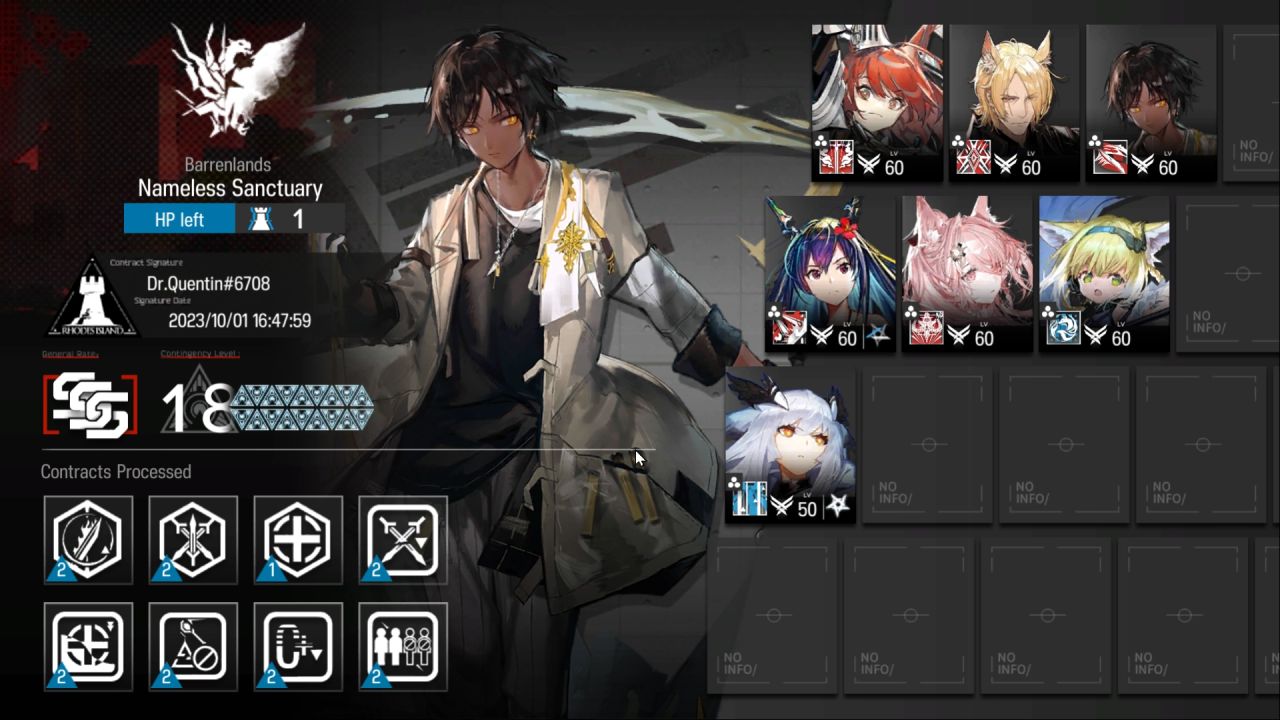 Barrenlands
Nameless Sanctuary
HP left
1
Contract Signature
Dr.Quentin#6708
Signature Date
2023/10/01 16:47:59
RHODES ISLAND
General Rate:
Contingency Level:
18
Contracts Processed
2
2
1
2
2
2
2
2
LV
60
LV
60
LV
60
NO
INFO/
LV
60
LV
60
LV
60
NO
INFO/
LV
50
NO
INFO/
NO
INFO/
NO
INFO/
NO
INFO/
NO
INFO/
NO
INFO/
NO
INFO/